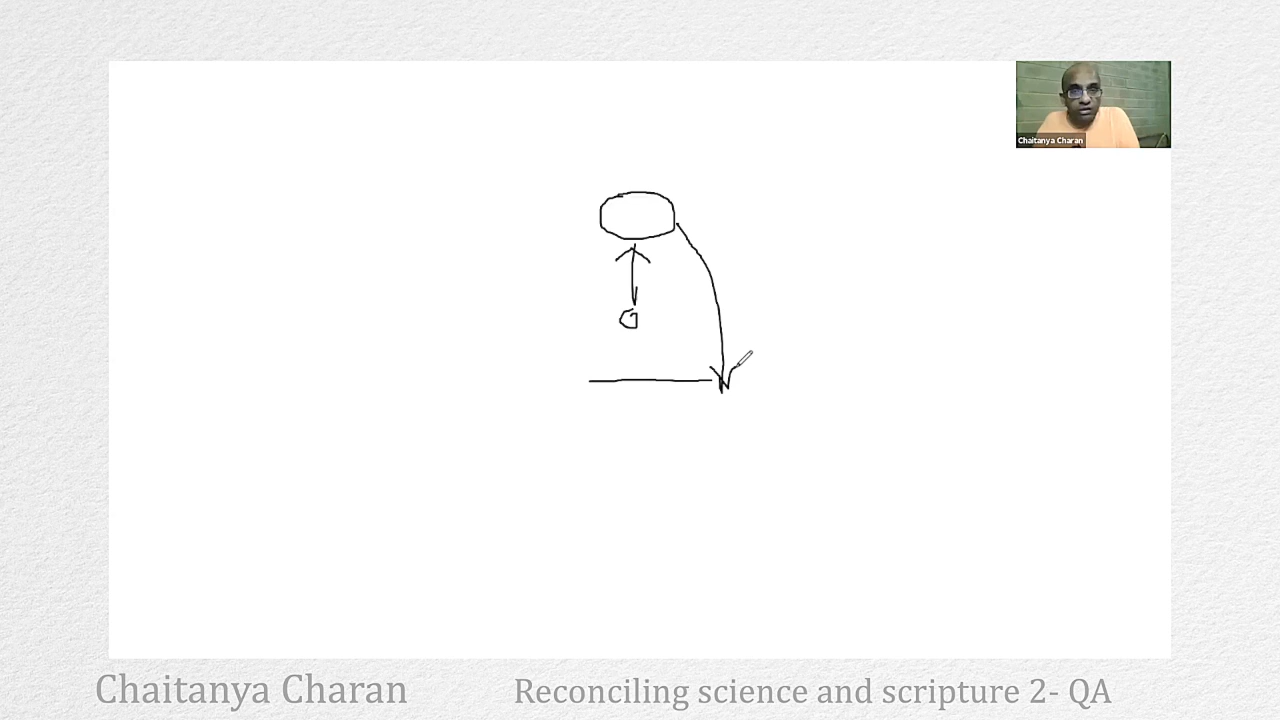 Chaitanya Charan
G
Chaitanya Charan
Reconciling science and scripture 2- QA